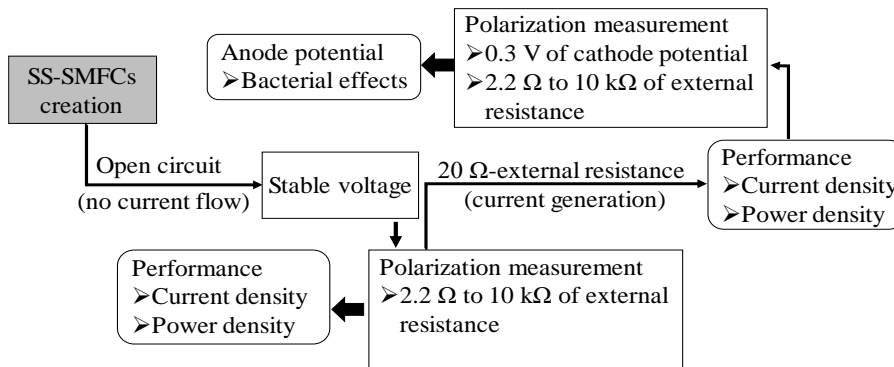 SS-SMFCs
creation
Open circuit
(no current flow)
Stable voltage
Polarization measurement
➢2.2 Ω to 10 kΩ of external
resistance
Performance
➢Current density
➢Power density
20 Ω-external resistance
(current generation)
Performance
➢Current density
➢Power density
Polarization measurement
➢0.3 V of cathode potential
➢2.2 Ω to 10 kΩ of external
resistance
Anode potential
➢Bacterial effects